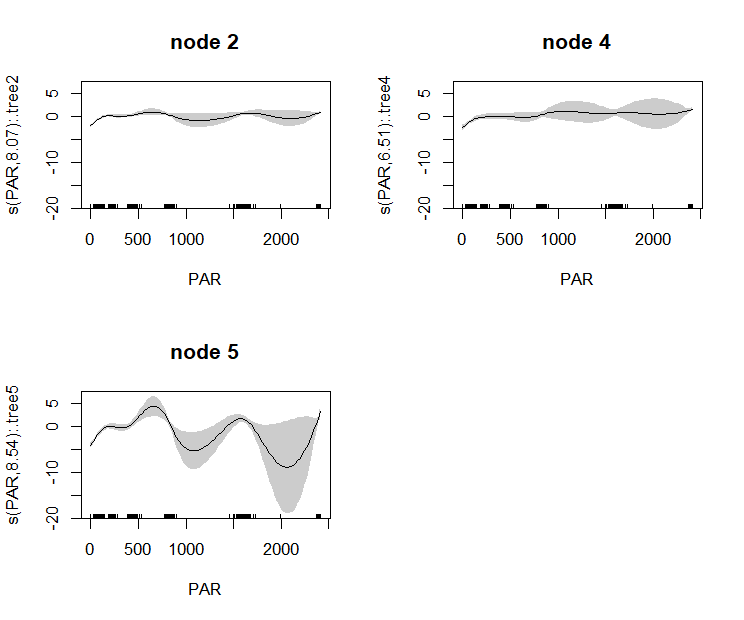 node 2
s(PAR,8.07):.tree2
5
0
-10
-20
0 500 1000 2000
PAR
node 4
s(PAR,6.51):.tree4
5
0
-10
-20
0 500 1000 2000
PAR
node 5
s(PAR,8.54):.tree5
5
0
-10
-20
0 500 1000 2000
PAR